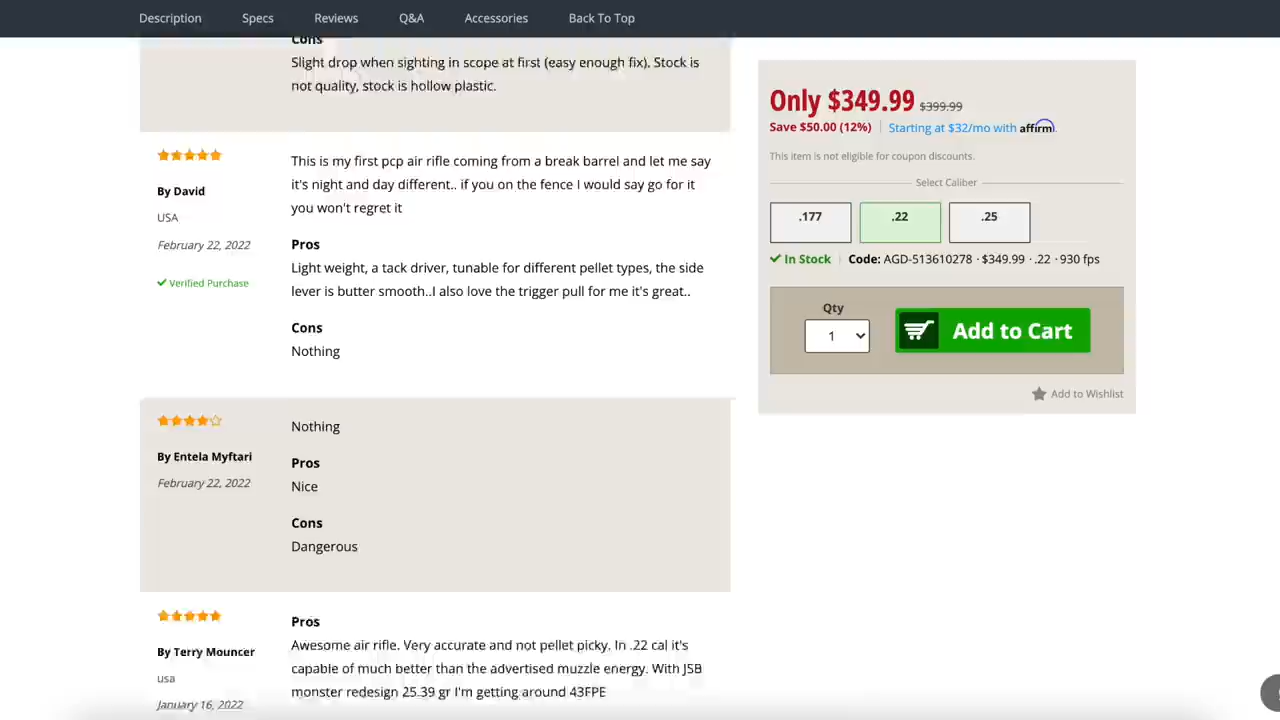 Description Specs Reviews Q&A Accessories Back To Top
Cons
Slight drop when sighting in scope at first (easy enough fix). Stock is
not quality, stock is hollow plastic.
By David
USA
February 22, 2022
Verified Purchase
This is my first pcp air rifle coming from a break barrel and let me say
it's night and day different.. if you on the fence I would say go for it
you won't regret it
Pros
Light weight, a tack driver, tunable for different pellet types, the side
lever is butter smooth..I also love the trigger pull for me it's great..
Cons
Nothing
By Entela Myftari
February 22, 2022
Nothing
Pros
Nice
Cons
Dangerous
By Terry Mouncer
usa
January 16, 2022
Pros
Awesome air rifle. Very accurate and not pellet picky. In .22 cal it's
capable of much better than the advertised muzzle energy. With JSB
monster redesign 25.39 gr I'm getting around 43FPE
Only $349.99 $399.99
Save $50.00 (12%) Starting at $32/mo with affirm
This item is not eligible for coupon discounts.
Select Caliber
.177 .22 .25
In Stock Code: AGD-513610278 · $349.99 · .22 · 930 fps
Qty
1
Add to Cart
Add to Wishlist